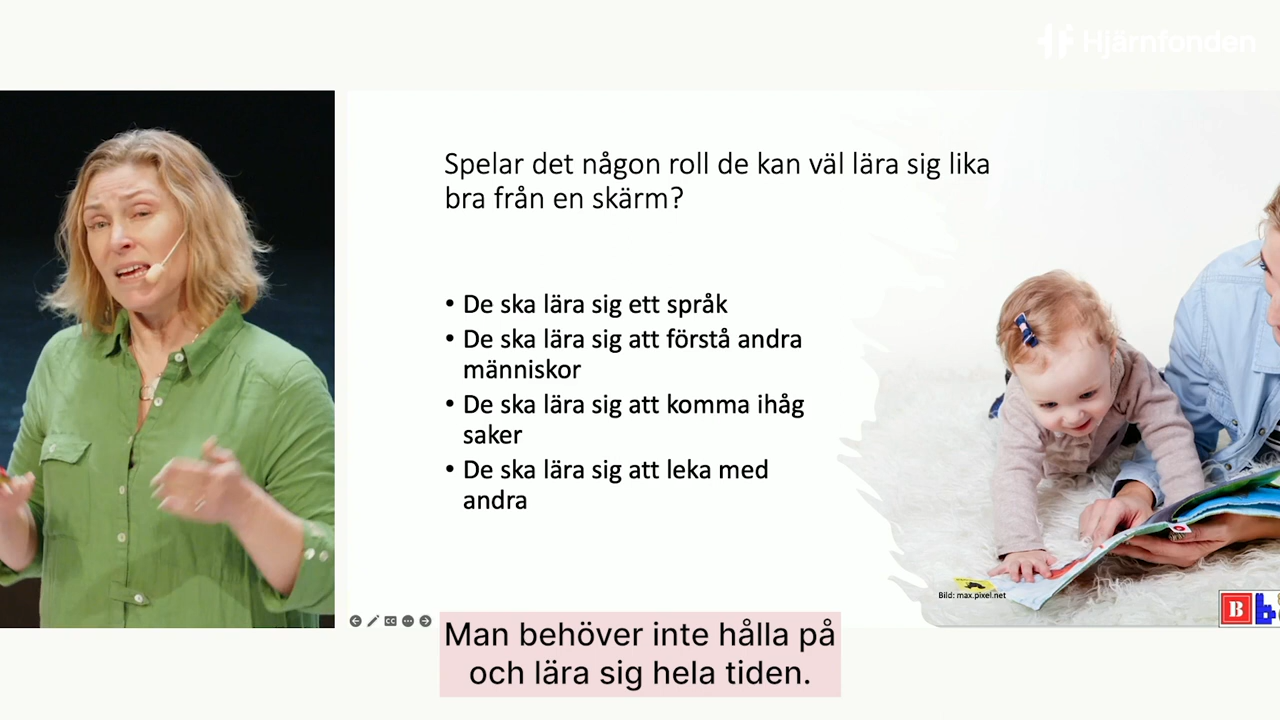 Hjärnfonden
Spelar det någon roll de kan väl lära sig lika
bra från en skärm?
• De ska lära sig ett språk
• De ska lära sig att förstå andra
människor
• De ska lära sig att komma ihåg
saker
• De ska lära sig att leka med
andra
Bild: max.pixel.net
B
CC
Man behöver inte hålla på
och lära sig hela tiden.